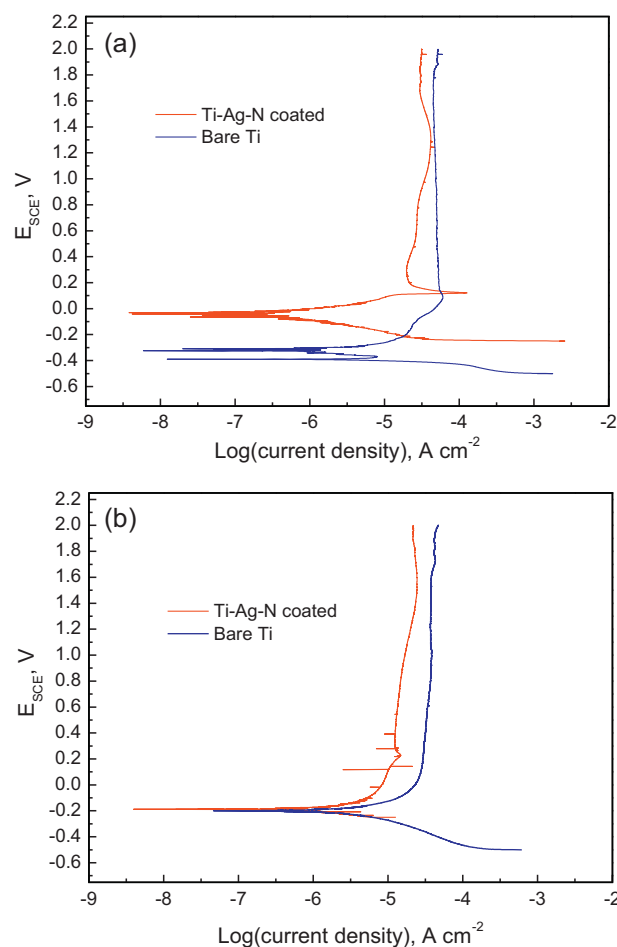 (a)
2.2
2.0
1.8
1.6
1.4
1.2
1.0
0.8
0.6
0.4
0.2
0.0
-0.2
-0.4
-0.6
E_SCE, V
Ti-Ag-N coated
Bare Ti
-9 -8 -7 -6 -5 -4 -3 -2
Log(current density), A cm⁻²
(b)
2.2
2.0
1.8
1.6
1.4
1.2
1.0
0.8
0.6
0.4
0.2
0.0
-0.2
-0.4
-0.6
E_SCE, V
Ti-Ag-N coated
Bare Ti
-9 -8 -7 -6 -5 -4 -3 -2
Log(current density), A cm⁻²